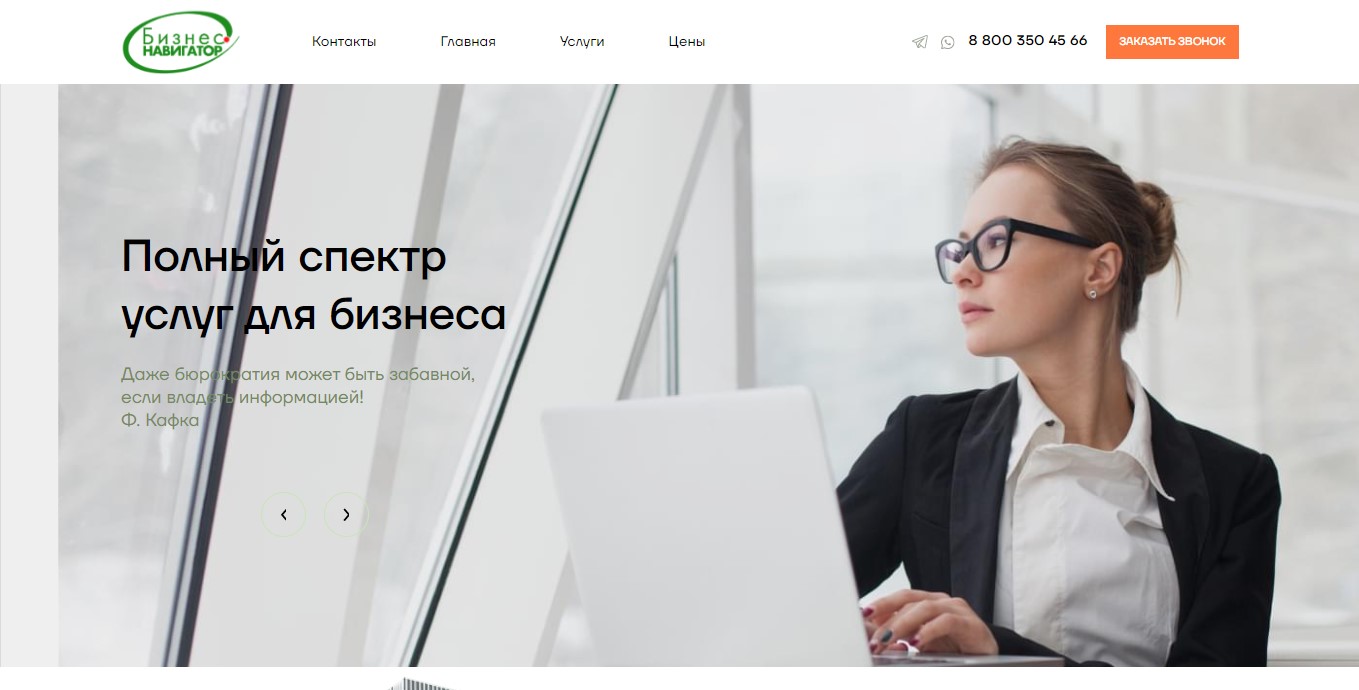 Бизнес
НАВИГАТОР
Контакты
Главная
Услуги
Цены
8 800 350 45 66
ЗАКАЗАТЬ ЗВОНОК
Полный спектр
услуг для бизнеса
Даже бюрократия может быть забавной,
если владеть информацией!
Ф. Кафка